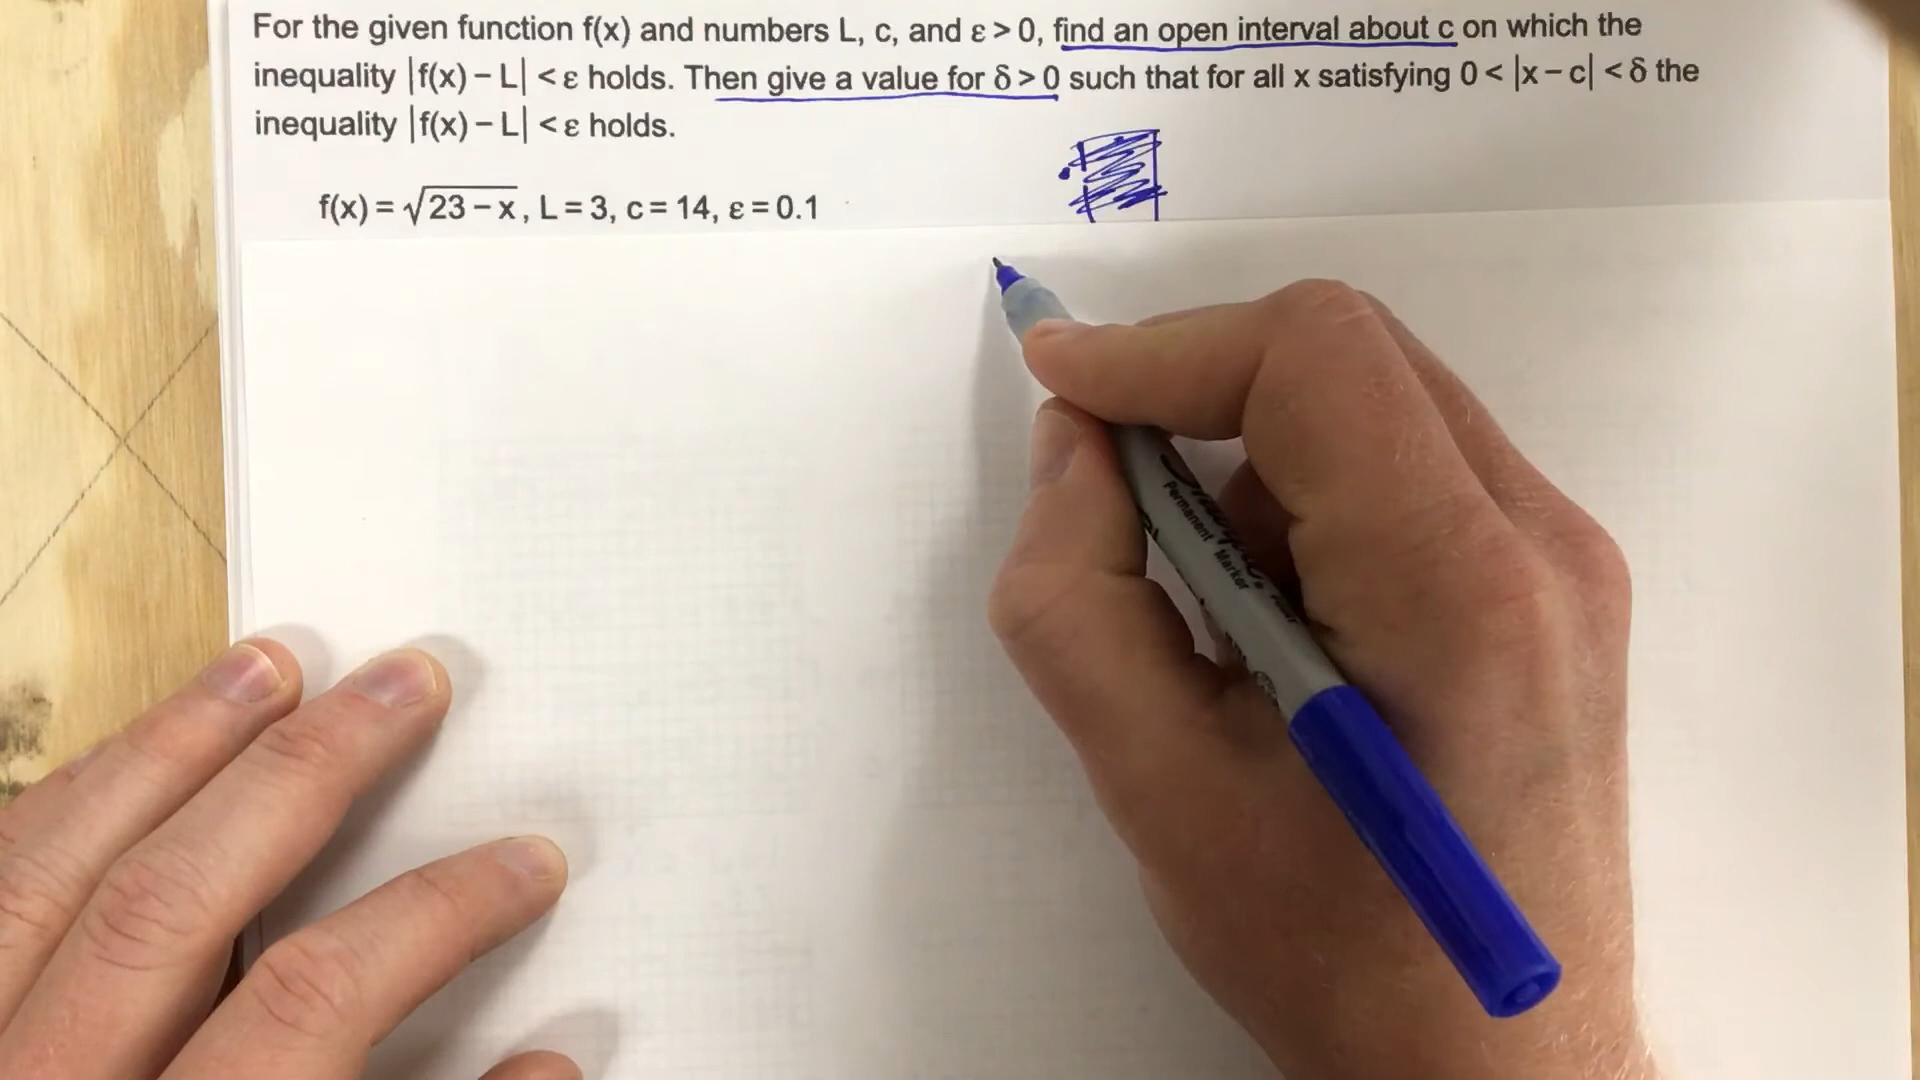 For the given function f(x) and numbers L, c, and ε > 0, find an open interval about c on which the
inequality |f(x) − L| < ε holds. Then give a value for δ > 0 such that for all x satisfying 0 < |x − c| < δ the
inequality |f(x) − L| < ε holds.
f(x) = √23 − x, L = 3, c = 14, ε = 0.1
Sharpie.
Permanent Marker